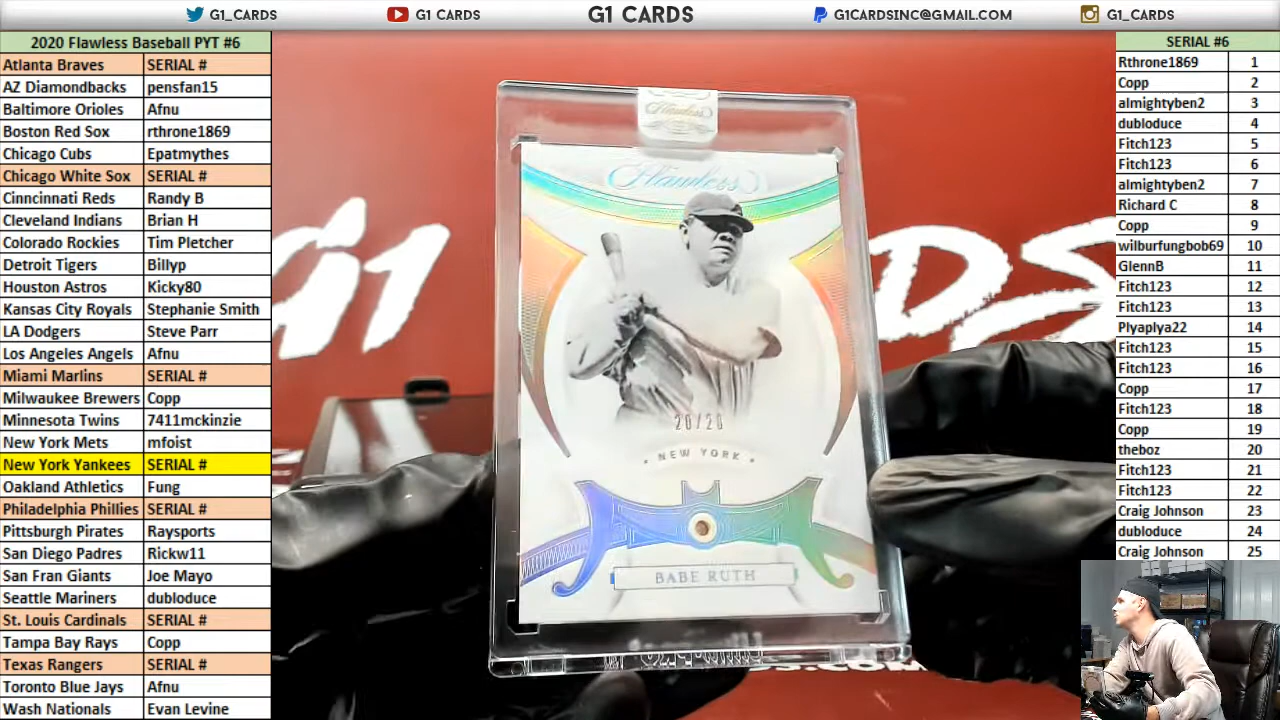 G1_CARDS
G1 CARDS
G1 CARDS
G1CARDSINC@GMAIL.COM
G1_CARDS
2020 Flawless Baseball PYT #6
Atlanta Braves SERIAL #
AZ Diamondbacks pensfan15
Baltimore Orioles Afnu
Boston Red Sox rthrone1869
Chicago Cubs Epatmythes
Chicago White Sox SERIAL #
Cinncinnati Reds Randy B
Cleveland Indians Brian H
Colorado Rockies Tim Pletcher
Detroit Tigers Billyp
Houston Astros Kicky80
Kansas City Royals Stephanie Smith
LA Dodgers Steve Parr
Los Angeles Angels Afnu
Miami Marlins SERIAL #
Milwaukee Brewers Copp
Minnesota Twins 7411mckinzie
New York Mets mfoist
New York Yankees SERIAL #
Oakland Athletics Fung
Philadelphia Phillies SERIAL #
Pittsburgh Pirates Raysports
San Diego Padres Rickw11
San Fran Giants Joe Mayo
Seattle Mariners dubloduce
St. Louis Cardinals SERIAL #
Tampa Bay Rays Copp
Texas Rangers SERIAL #
Toronto Blue Jays Afnu
Wash Nationals Evan Levine
Flawless
Flawless
20/20
NEW YORK
BABE RUTH
G1
DS
SERIAL #6
Rthrone1869 1
Copp 2
almightyben2 3
dubloduce 4
Fitch123 5
Fitch123 6
almightyben2 7
Richard C 8
Copp 9
wilburfungbob69 10
GlennB 11
Fitch123 12
Fitch123 13
Plyaplya22 14
Fitch123 15
Fitch123 16
Copp 17
Fitch123 18
Copp 19
theboz 20
Fitch123 21
Fitch123 22
Craig Johnson 23
dubloduce 24
Craig Johnson 25